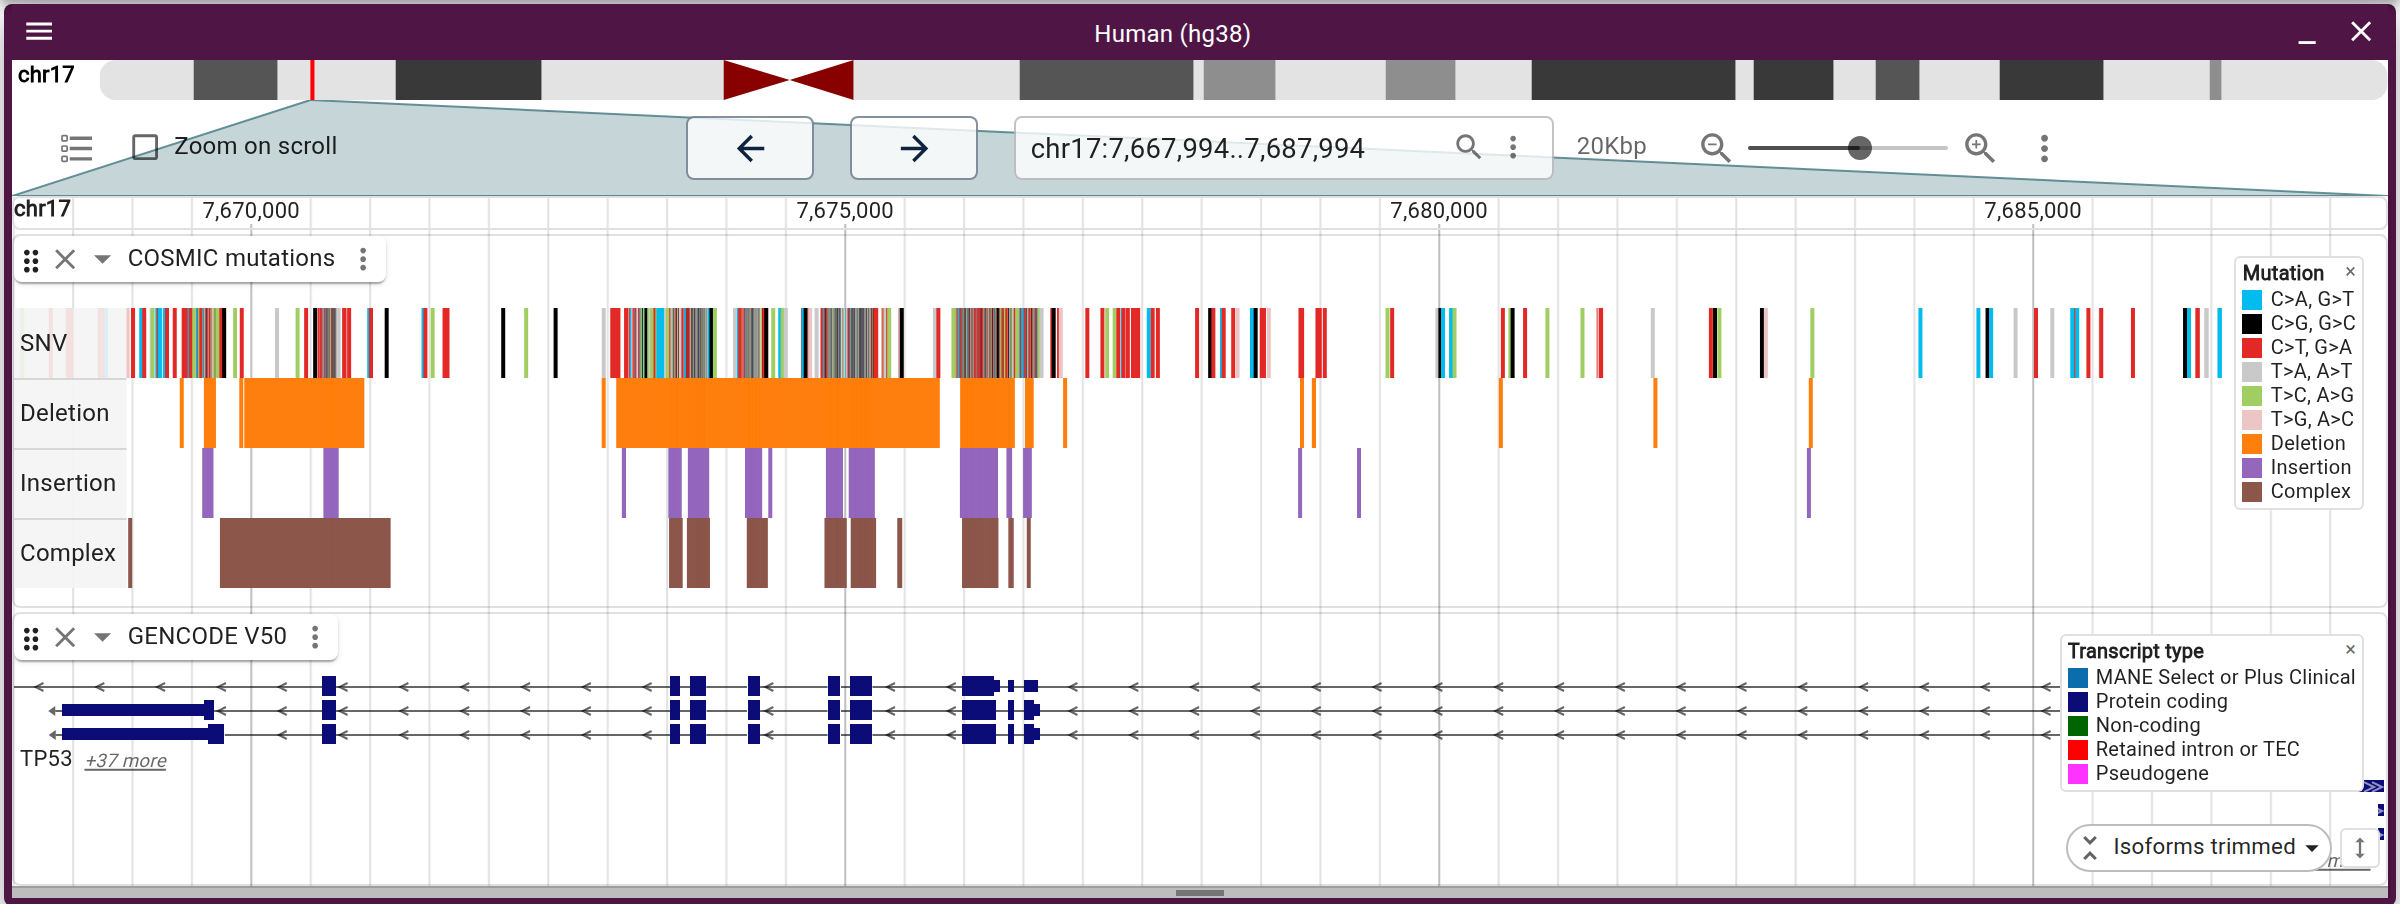 Human (hg38)
chr17
Zoom on scroll
chr17:7,667,994..7,687,994
20Kbp
chr17
7,670,000
7,675,000
7,680,000
7,685,000
COSMIC mutations
SNV
Deletion
Insertion
Complex
Mutation ×
C>A, G>T
C>G, G>C
C>T, G>A
T>A, A>T
T>C, A>G
T>G, A>C
Deletion
Insertion
Complex
GENCODE V50
TP53 +37 more
Transcript type ×
MANE Select or Plus Clinical
Protein coding
Non-coding
Retained intron or TEC
Pseudogene
Isoforms trimmed